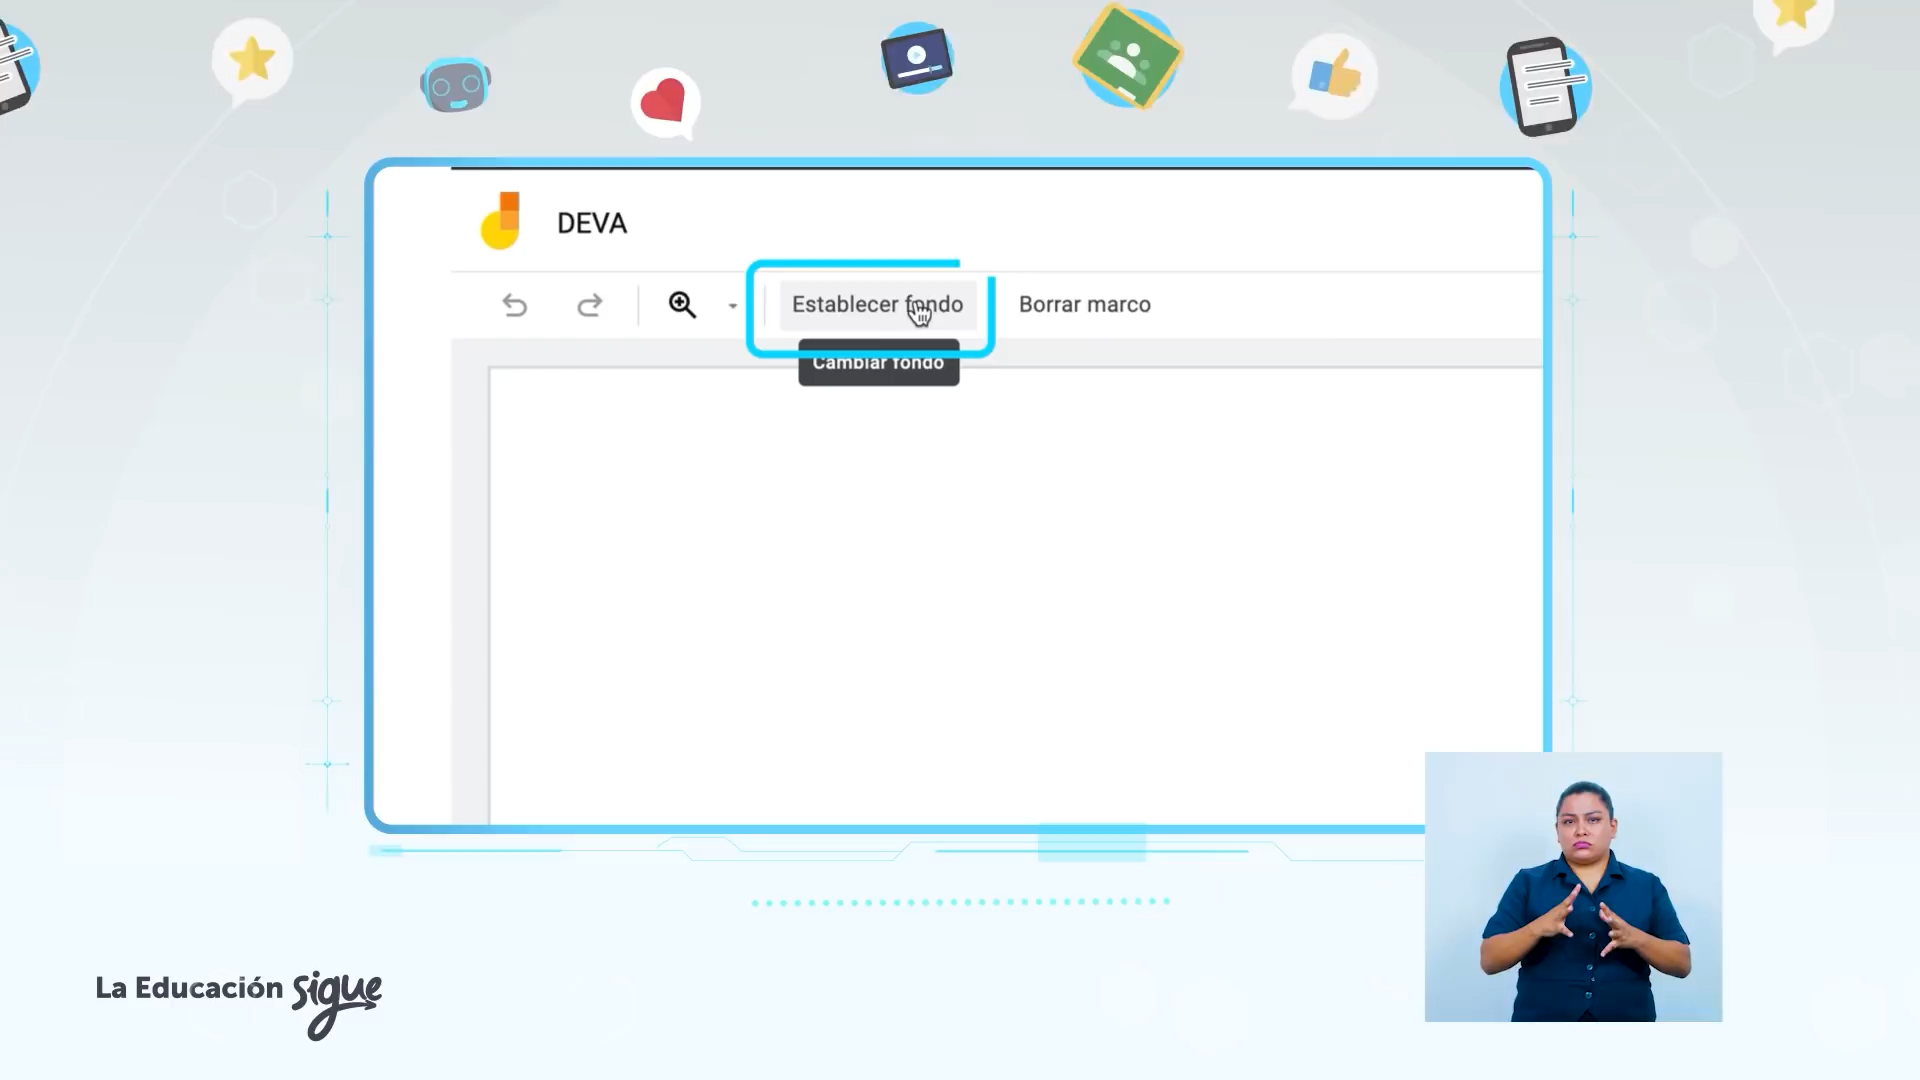 DEVA
Establecer fondo
Borrar marco
Cambiar fondo
La Educación sigue